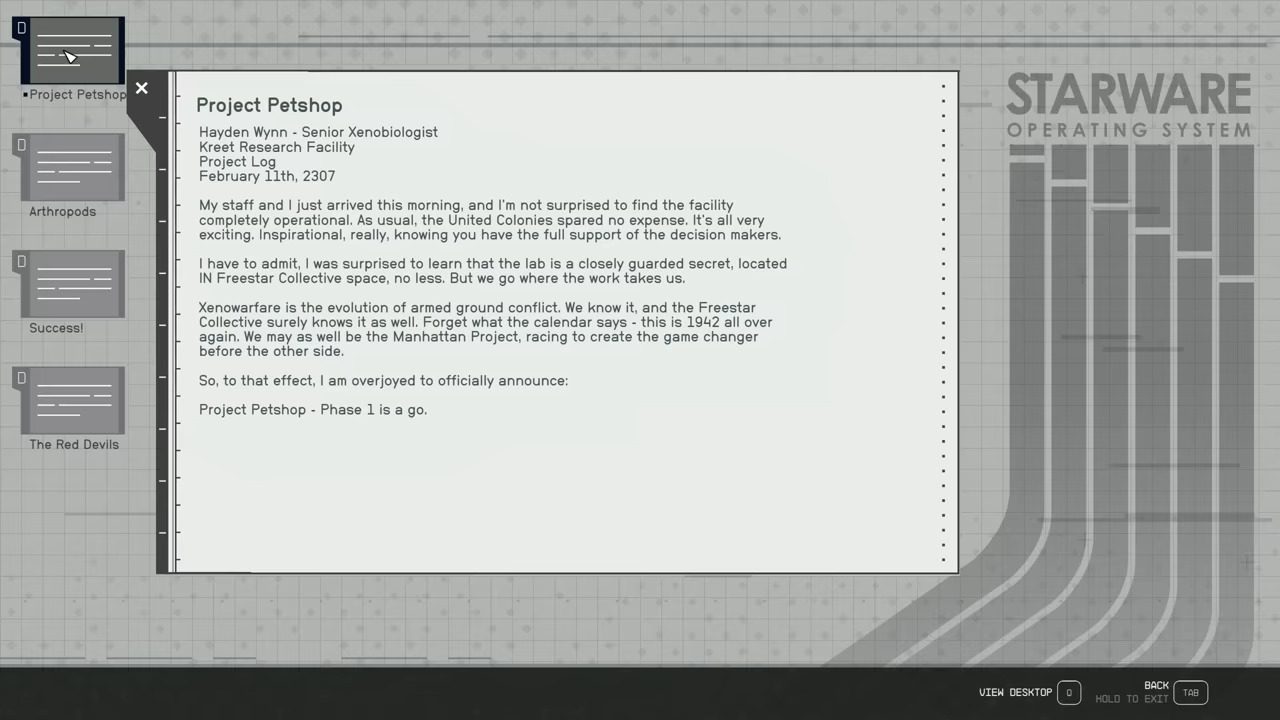 Project Petshop
Arthropods
Success!
The Red Devils
Project Petshop
Hayden Wynn - Senior Xenobiologist
Kreet Research Facility
Project Log
February 11th, 2307
My staff and I just arrived this morning, and I'm not surprised to find the facility
completely operational. As usual, the United Colonies spared no expense. It's all very
exciting. Inspirational, really, knowing you have the full support of the decision makers.
I have to admit, I was surprised to learn that the lab is a closely guarded secret, located
IN Freestar Collective space, no less. But we go where the work takes us.
Xenowarfare is the evolution of armed ground conflict. We know it, and the Freestar
Collective surely knows it as well. Forget what the calendar says - this is 1942 all over
again. We may as well be the Manhattan Project, racing to create the game changer
before the other side.
So, to that effect, I am overjoyed to officially announce:
Project Petshop - Phase 1 is a go.
STARWARE
OPERATING SYSTEM
VIEW DESKTOP Q
BACK TAB
HOLD TO EXIT